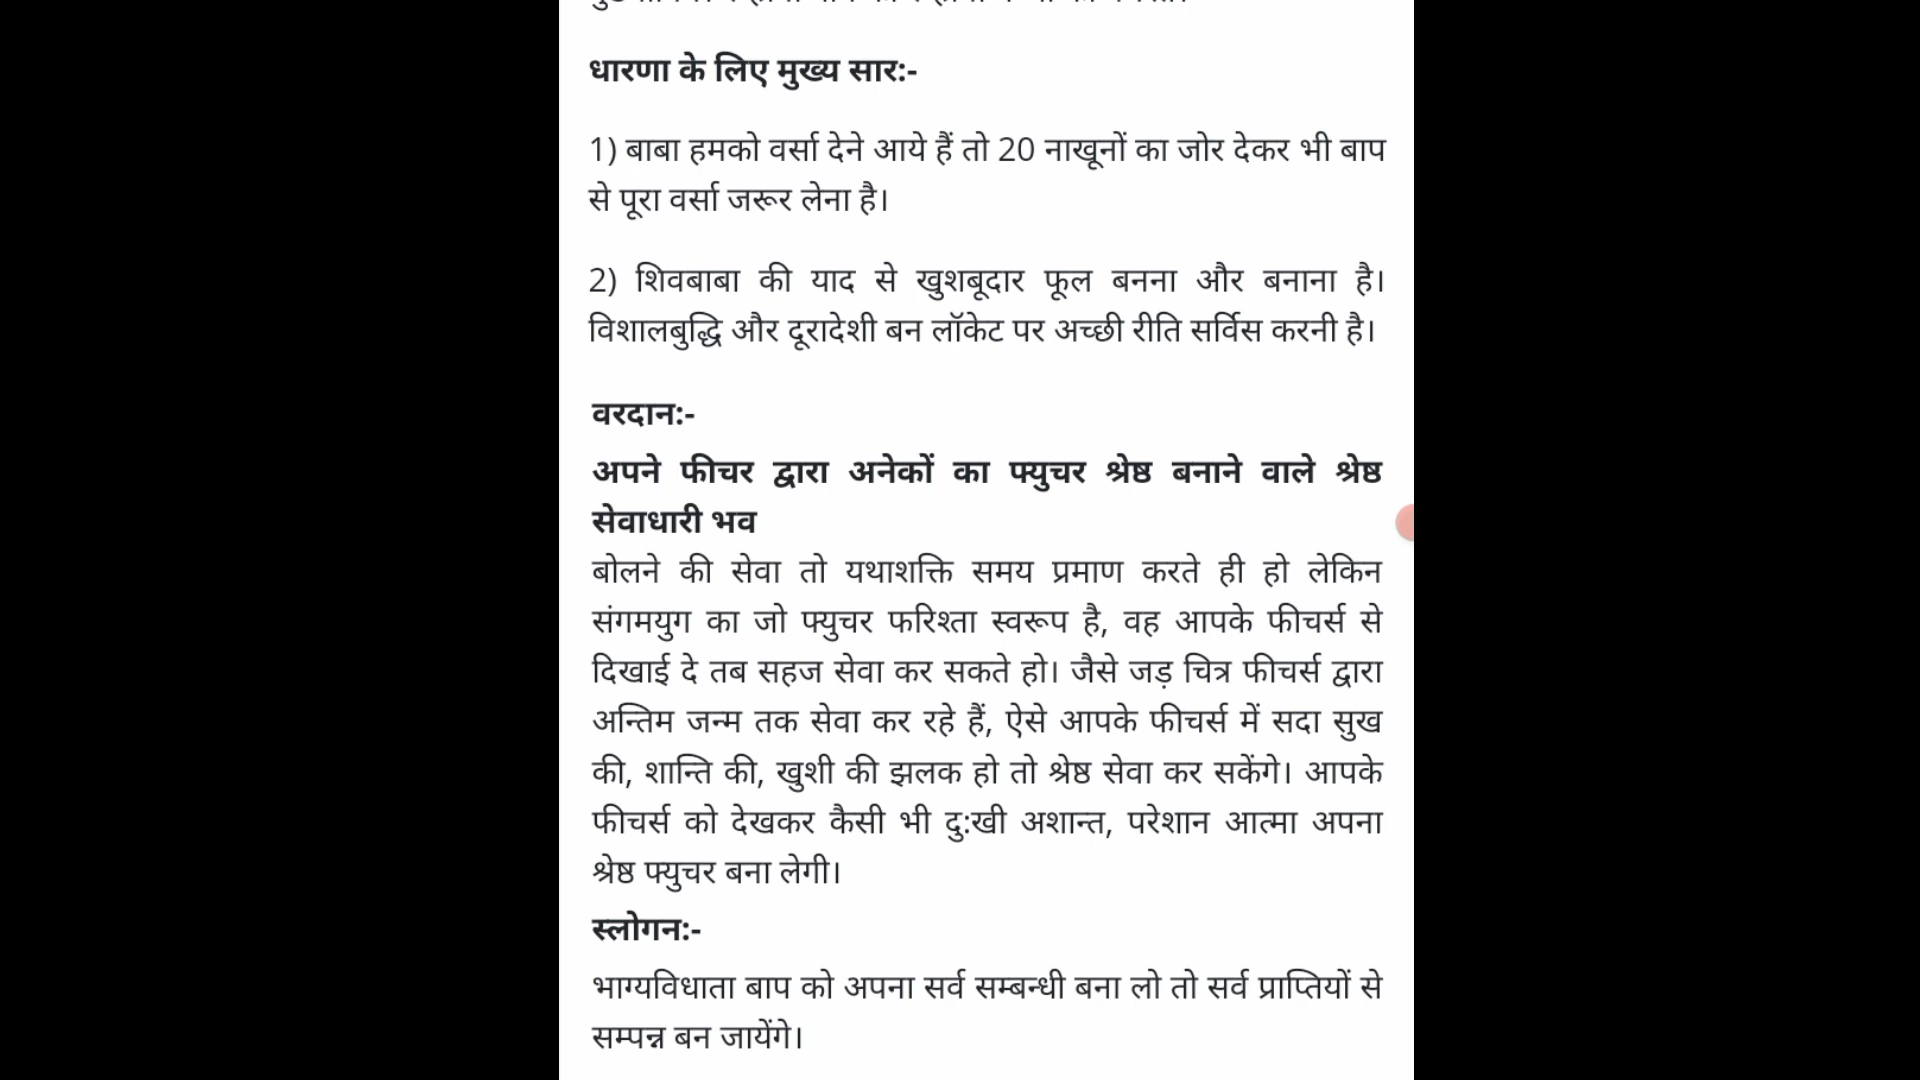 धारणा के लिए मुख्य सार:-
1) बाबा हमको वर्सा देने आये हैं तो 20 नाखूनों का जोर देकर भी बाप
से पूरा वर्सा जरूर लेना है।
2) शिवबाबा की याद से खुशबूदार फूल बनना और बनाना है।
विशालबुद्धि और दूरादेशी बन लॉकेट पर अच्छी रीति सर्विस करनी है।
वरदान:-
अपने फीचर द्वारा अनेकों का फ्युचर श्रेष्ठ बनाने वाले श्रेष्ठ
सेवाधारी भव
बोलने की सेवा तो यथाशक्ति समय प्रमाण करते ही हो लेकिन
संगमयुग का जो फ्युचर फरिश्ता स्वरूप है, वह आपके फीचर्स से
दिखाई दे तब सहज सेवा कर सकते हो। जैसे जड़ चित्र फीचर्स द्वारा
अन्तिम जन्म तक सेवा कर रहे हैं, ऐसे आपके फीचर्स में सदा सुख
की, शान्ति की, खुशी की झलक हो तो श्रेष्ठ सेवा कर सकेंगे। आपके
फीचर्स को देखकर कैसी भी दु:खी अशान्त, परेशान आत्मा अपना
श्रेष्ठ फ्युचर बना लेगी।
स्लोगन:-
भाग्यविधाता बाप को अपना सर्व सम्बन्धी बना लो तो सर्व प्राप्तियों से
सम्पन्न बन जायेंगे।